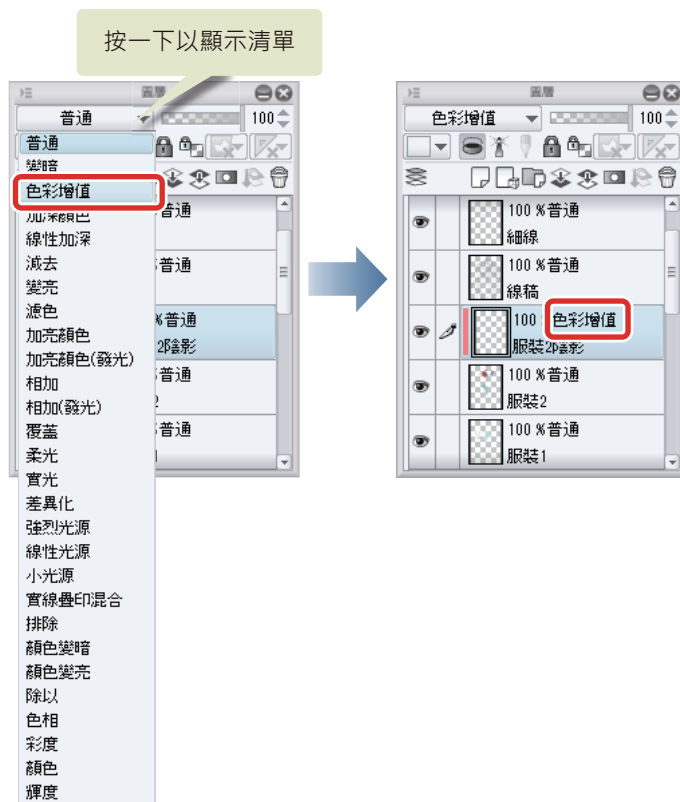 按一下以顯示清單
圖層
普通
100
普通
變暗
色彩增值
加深顏色
線性加深
減去
變亮
濾色
加亮顏色
加亮顏色(發光)
相加
相加(發光)
覆蓋
柔光
實光
差異化
強烈光源
線性光源
小光源
實線疊印混合
排除
顏色變暗
顏色變亮
除以
色相
彩度
顏色
輝度
普通
普通
%普通
2陰影
普通
2
普通
1
圖層
色彩增值
100
100 %普通
細線
100 %普通
線稿
100 色彩增值
服裝2陰影
100 %普通
服裝2
100 %普通
服裝1